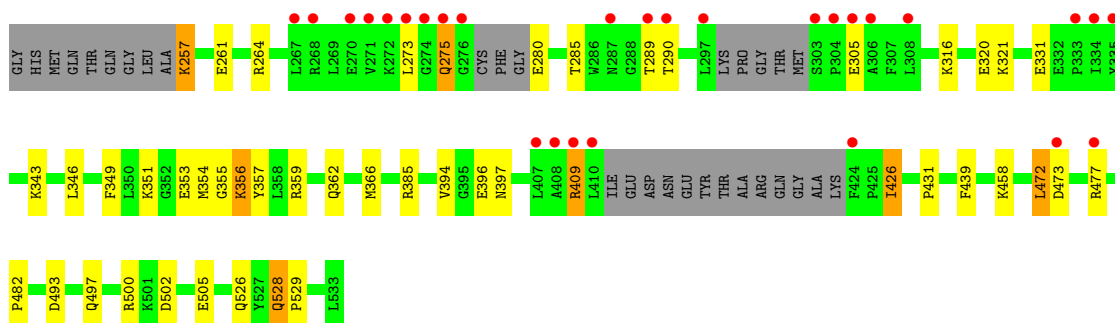 GLY HIS MET GLN THR GLN GLY LEU ALA K257 E261 R264 L267 R268 L269 E270 V271 K272 L273 G274 Q275 G276 CYS PHE GLY E280 T285 W286 N287 G288 T289 T290 L297 LYS PRO GLY THR MET S303 P304 E305 A306 F307 L308 K316 E320 K321 E331 E332 P333 I334 Y335
K343 L346 F349 L350 K351 G352 E353 M354 G355 K356 Y357 L358 R359 Q362 M366 R385 V394 G395 E396 N397 L407 A408 R409 L410 ILE GLU ASP ASN GLU TYR THR ALA ARG GLN GLY ALA LYS F424 P425 I426 P431 F439 K458 L472 D473 R477
P482 D493 Q497 R500 K501 D502 E505 Q526 Y527 Q528 P529 L533